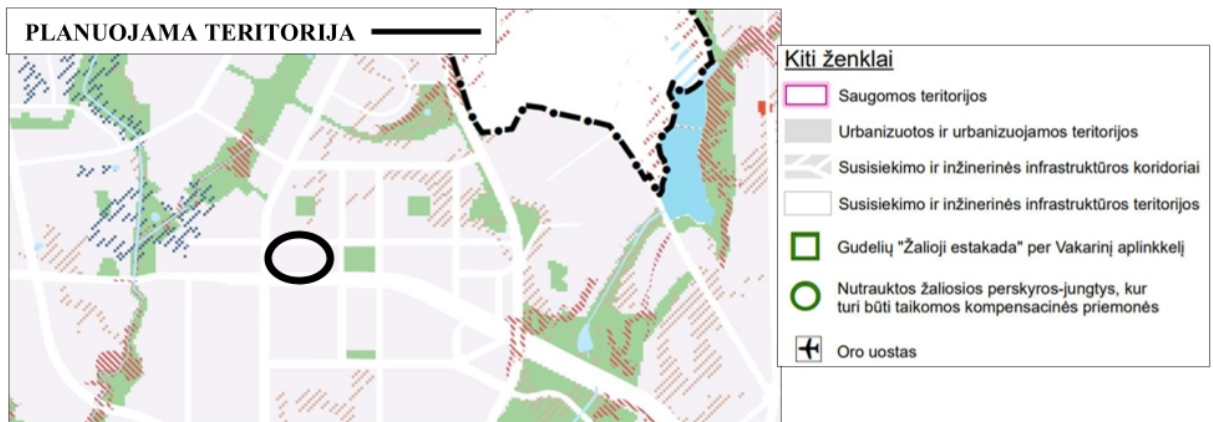 PLANUOJAMA TERITORIJA
Kiti ženklai
Saugomos teritorijos
Urbanizuotos ir urbanizuojamos teritorijos
Susisiekimo ir inžinerinės infrastruktūros koridoriai
Susisiekimo ir inžinerinės infrastruktūros teritorijos
Gudelių "Žalioji estakada" per Vakarinį aplinkkelį
Nutrauktos žaliosios perskyros-jungtys, kur
turi būti taikomos kompensacinės priemonės
Oro uostas